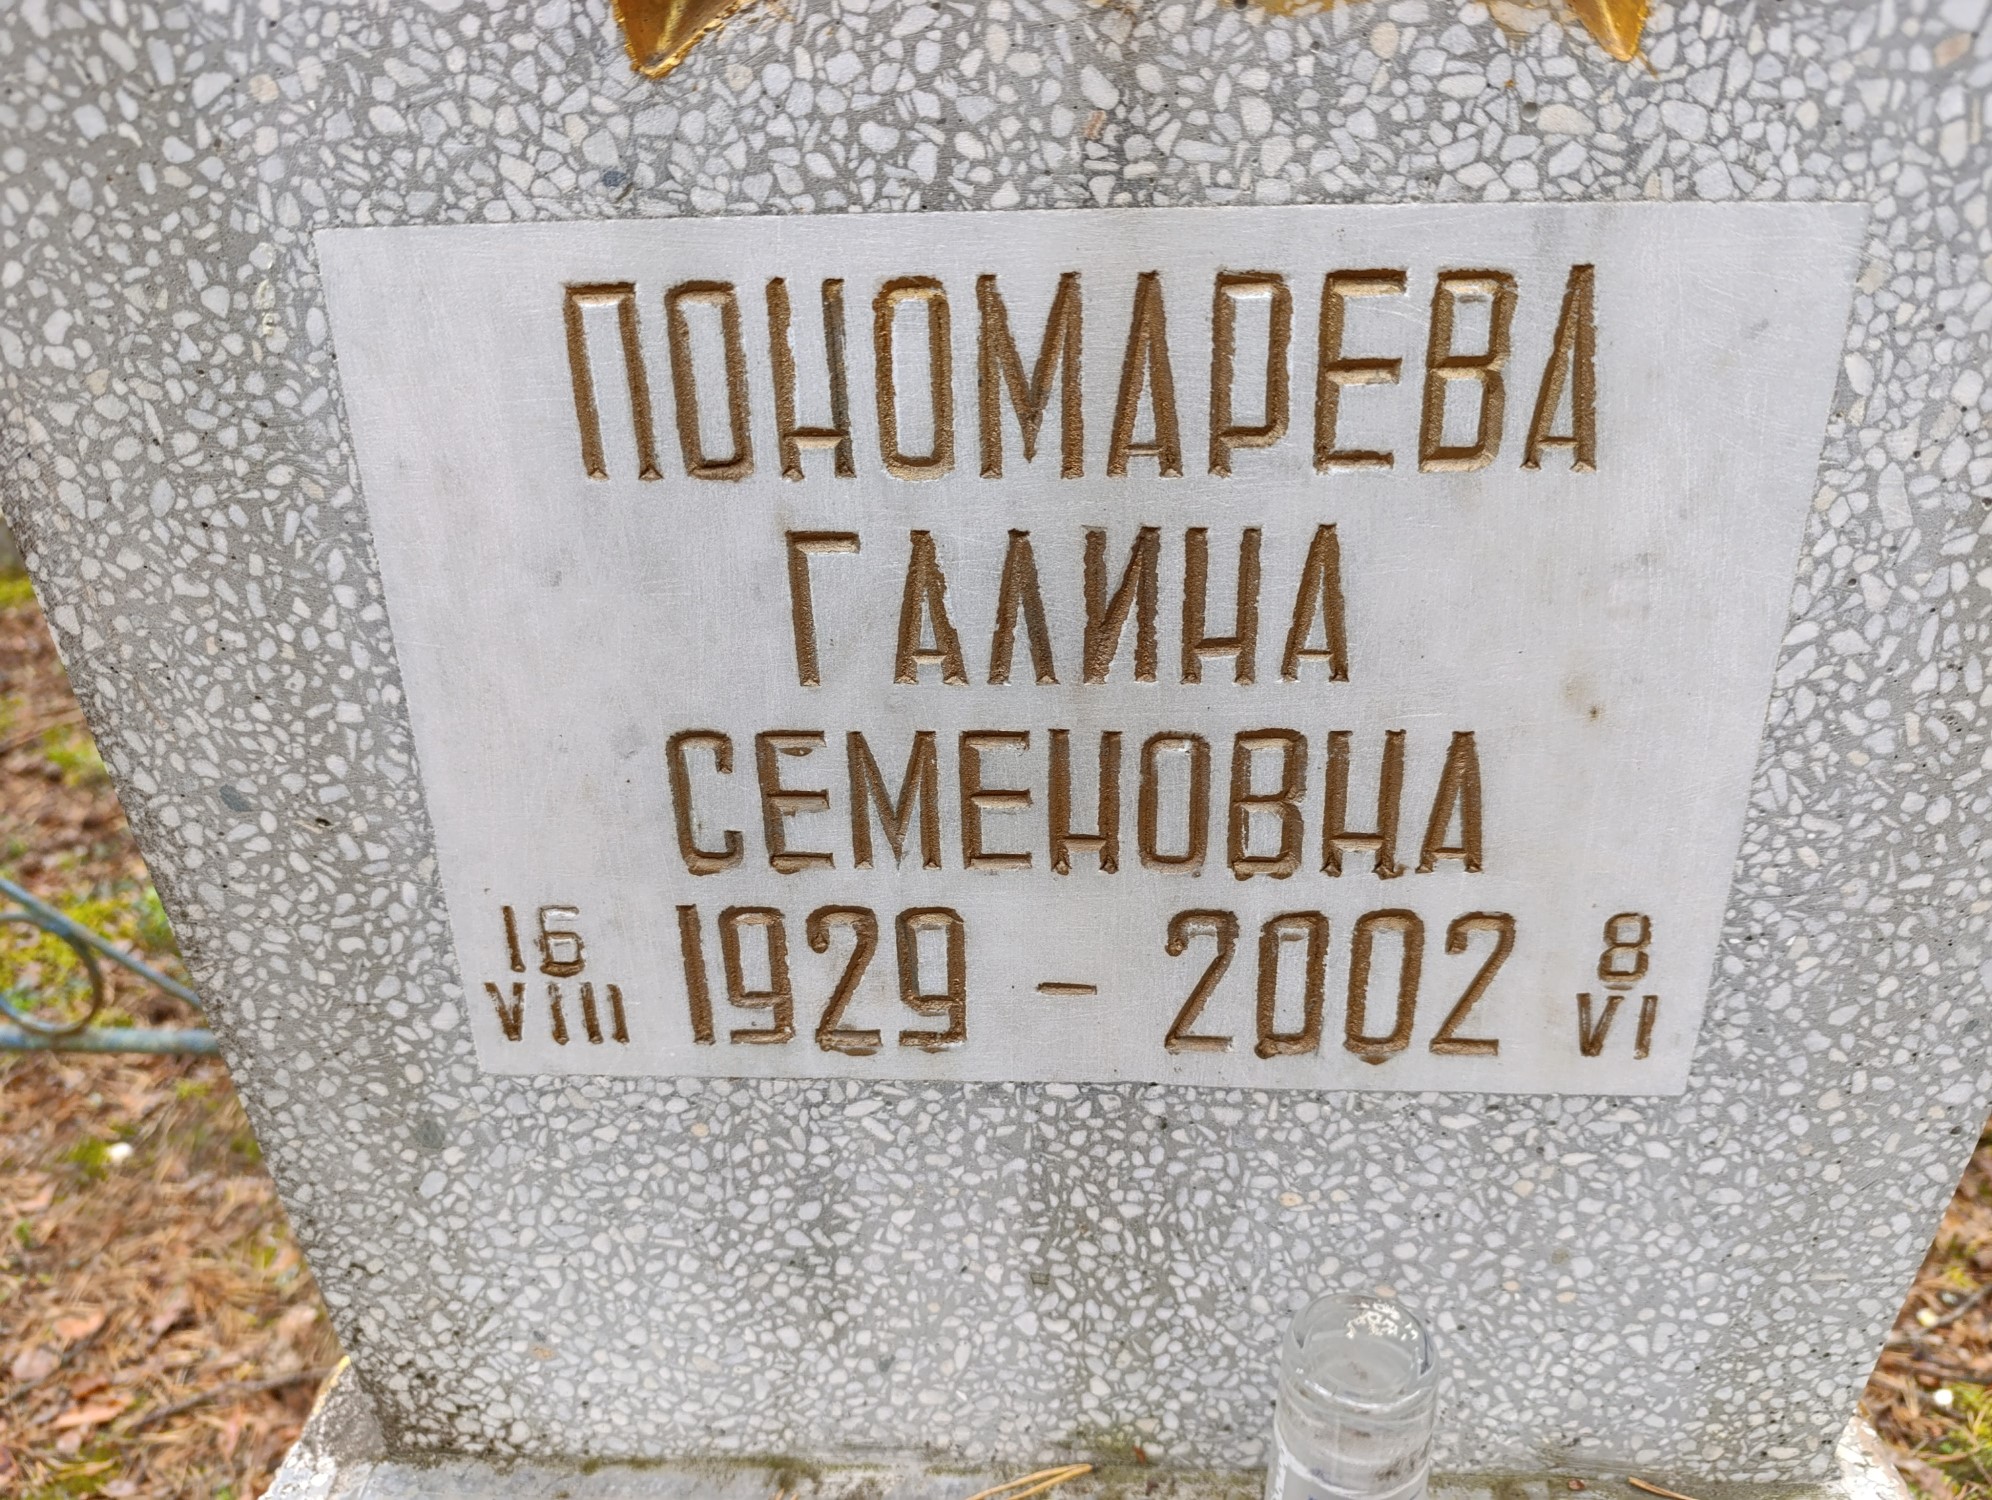 ПОНОМАРЕВА
ГАЛИНА
СЕМЕНОВНА
16 VIII 1929 - 2002 8 VI